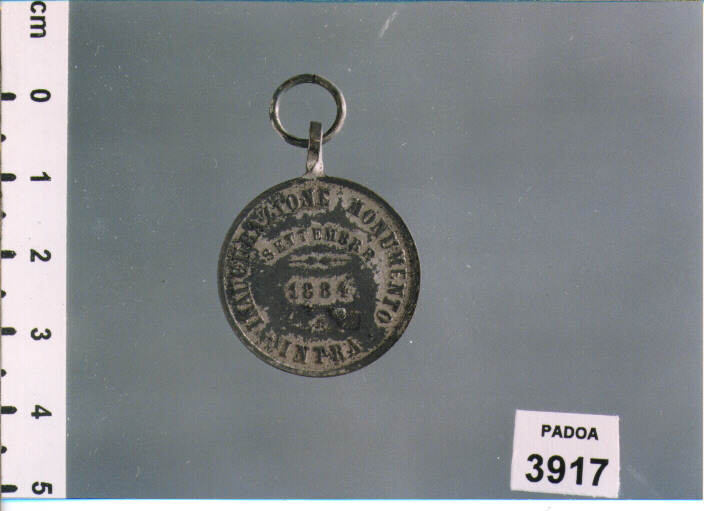 cm
0
1
2
3
4
5
INAUGURAZIONE MONUMENTO
SETTEMBRE
1884
INTRA
PADOA
3917